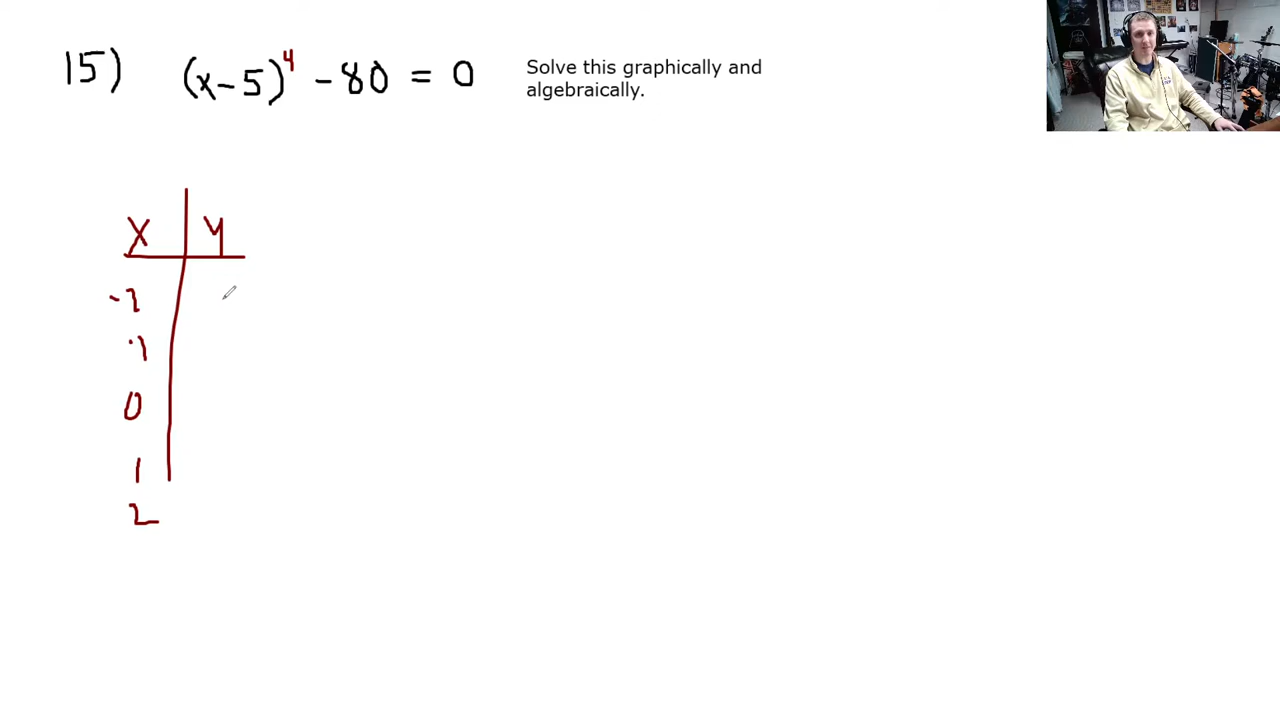 15) (x-5)⁴ - 80 = 0
Solve this graphically and
algebraically.
X Y
-2
-1
0
1
2